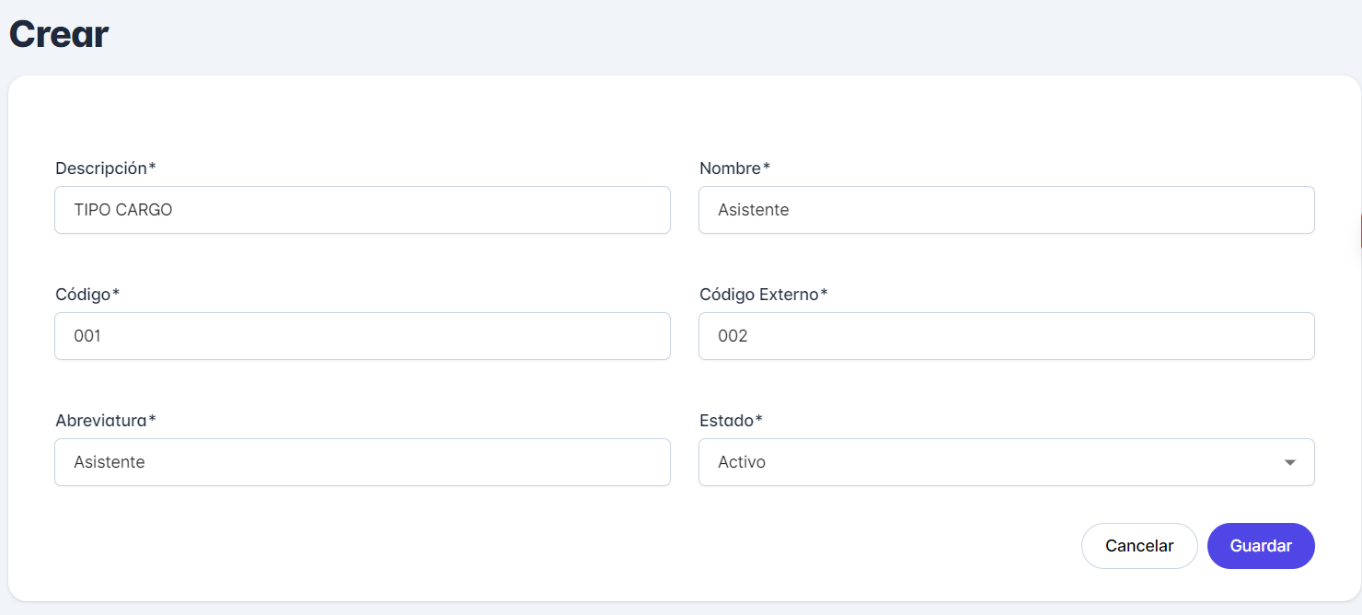 Crear
Descripción*
Nombre*
TIPO CARGO
Asistente
Código*
Código Externo*
001
002
Abreviatura*
Estado*
Asistente
Activo
Cancelar
Guardar